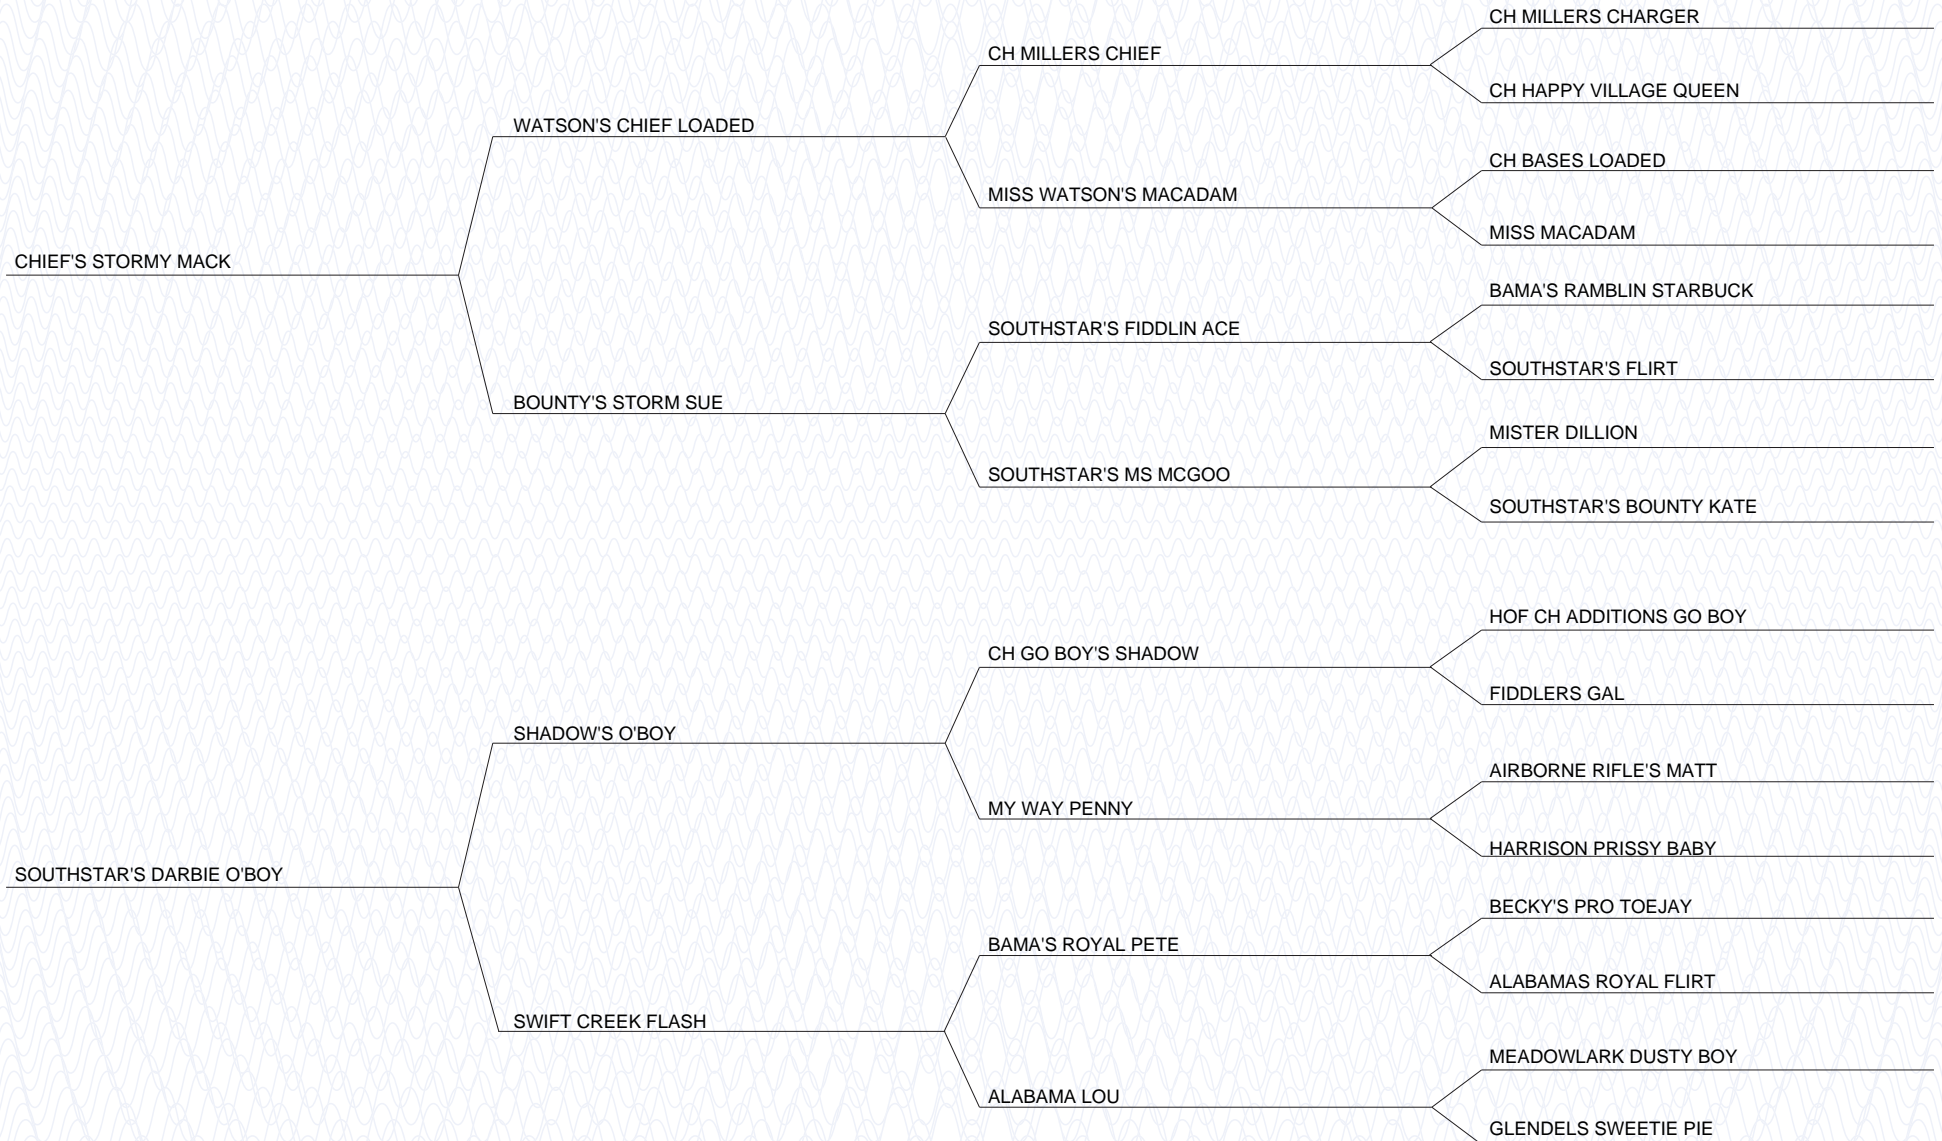 CH MILLERS CHARGER
CH MILLERS CHIEF
CH HAPPY VILLAGE QUEEN
WATSON'S CHIEF LOADED
CH BASES LOADED
MISS WATSON'S MACADAM
MISS MACADAM
CHIEF'S STORMY MACK
BAMA'S RAMBLIN STARBUCK
SOUTHSTAR'S FIDDLIN ACE
SOUTHSTAR'S FLIRT
BOUNTY'S STORM SUE
MISTER DILLION
SOUTHSTAR'S MS MCGOO
SOUTHSTAR'S BOUNTY KATE
HOF CH ADDITIONS GO BOY
CH GO BOY'S SHADOW
FIDDLERS GAL
SHADOW'S O'BOY
AIRBORNE RIFLE'S MATT
MY WAY PENNY
HARRISON PRISSY BABY
SOUTHSTAR'S DARBIE O'BOY
BECKY'S PRO TOEJAY
BAMA'S ROYAL PETE
ALABAMAS ROYAL FLIRT
SWIFT CREEK FLASH
MEADOWLARK DUSTY BOY
ALABAMA LOU
GLENDELS SWEETIE PIE